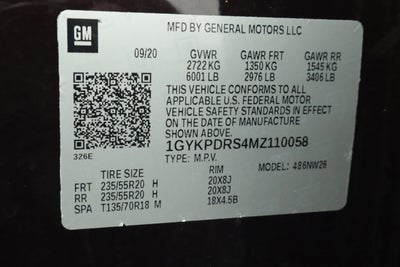 GM
MFD BY GENERAL MOTORS LLC
09/20 GVWR GAWR FRT GAWR RR
2722 KG 1350 KG 1545 KG
6001 LB 2976 LB 3406 LB
THIS VEHICLE CONFORMS TO ALL
APPLICABLE U.S. FEDERAL MOTOR
VEHICLE SAFETY STANDARDS IN EFFECT
ON THE DATE OF MANUFACTURE
SHOWN ABOVE.
1GYKPDRS4MZ110058
326E TYPE: M.P.V. 486NW26
TIRE SIZE RIM
FRT 235/55R20 H 20X8J
RR 235/55R20 H 20X8J
SPA T135/70R18 M 18X4.5B